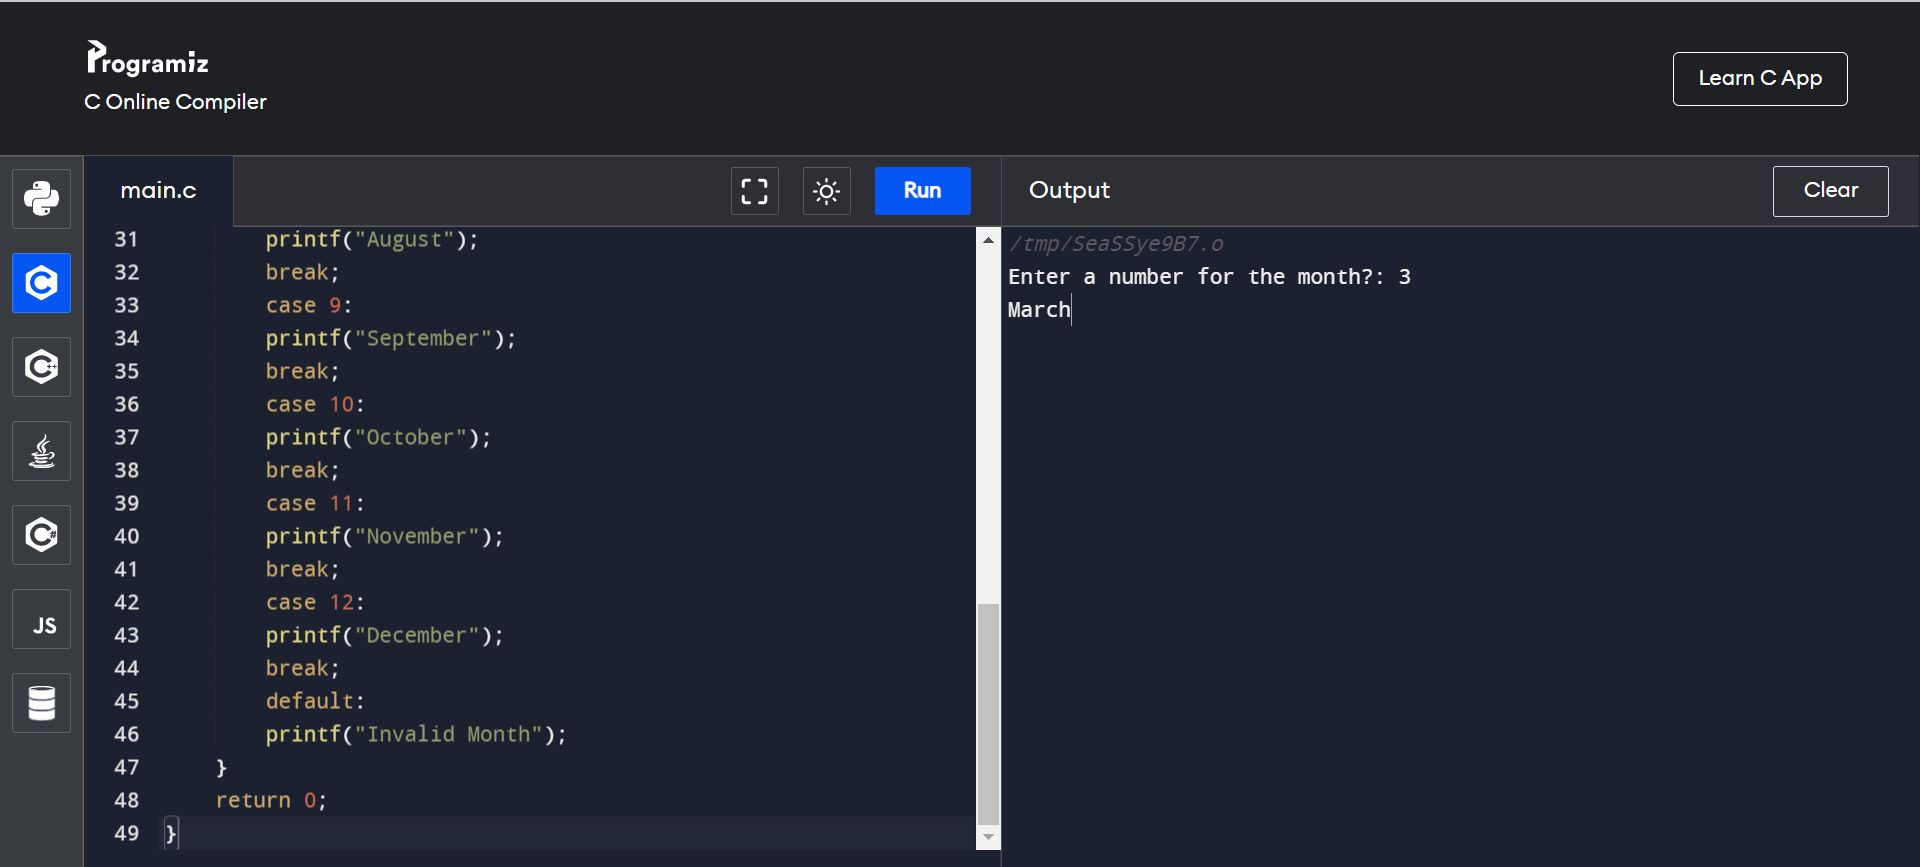 Programiz
C Online Compiler
Learn C App
main.c
Run
Output
Clear
31 printf("August");
32 break;
33 case 9:
34 printf("September");
35 break;
36 case 10:
37 printf("October");
38 break;
39 case 11:
40 printf("November");
41 break;
42 case 12:
43 printf("December");
44 break;
45 default:
46 printf("Invalid Month");
47 }
48 return 0;
49 }
/tmp/SeaSSye9B7.o
Enter a number for the month?: 3
March
C
C++
C#
JS